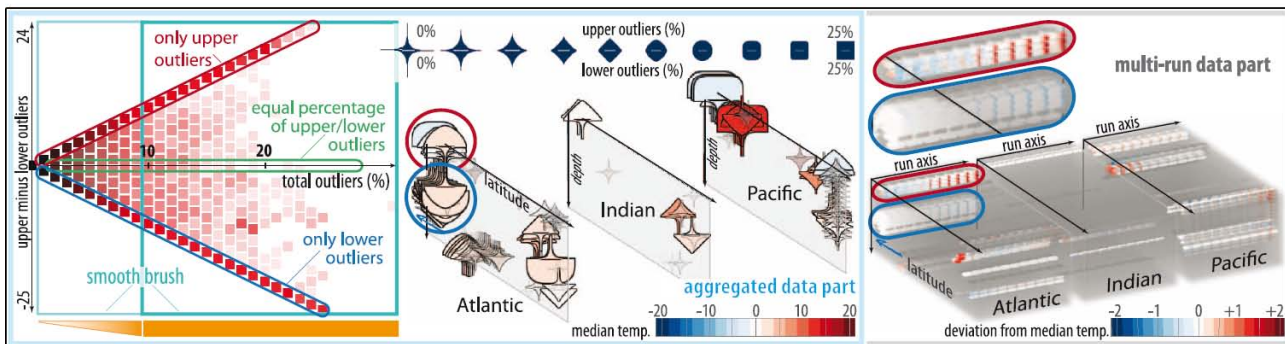 24
upper minus lower outliers
-25
only upper
outliers
equal percentage
of upper/lower
outliers
10
20
total outliers (%)
only lower
outliers
smooth brush
0%
0%
upper outliers (%)
lower outliers (%)
25%
25%
depth
latitude
Atlantic
depth
Indian
depth
Pacific
aggregated data part
median temp.
-20
-10
0
10
20
multi-run data part
run axis
run axis
run axis
latitude
Atlantic
Indian
Pacific
deviation from median temp.
-2
-1
0
+1
+2